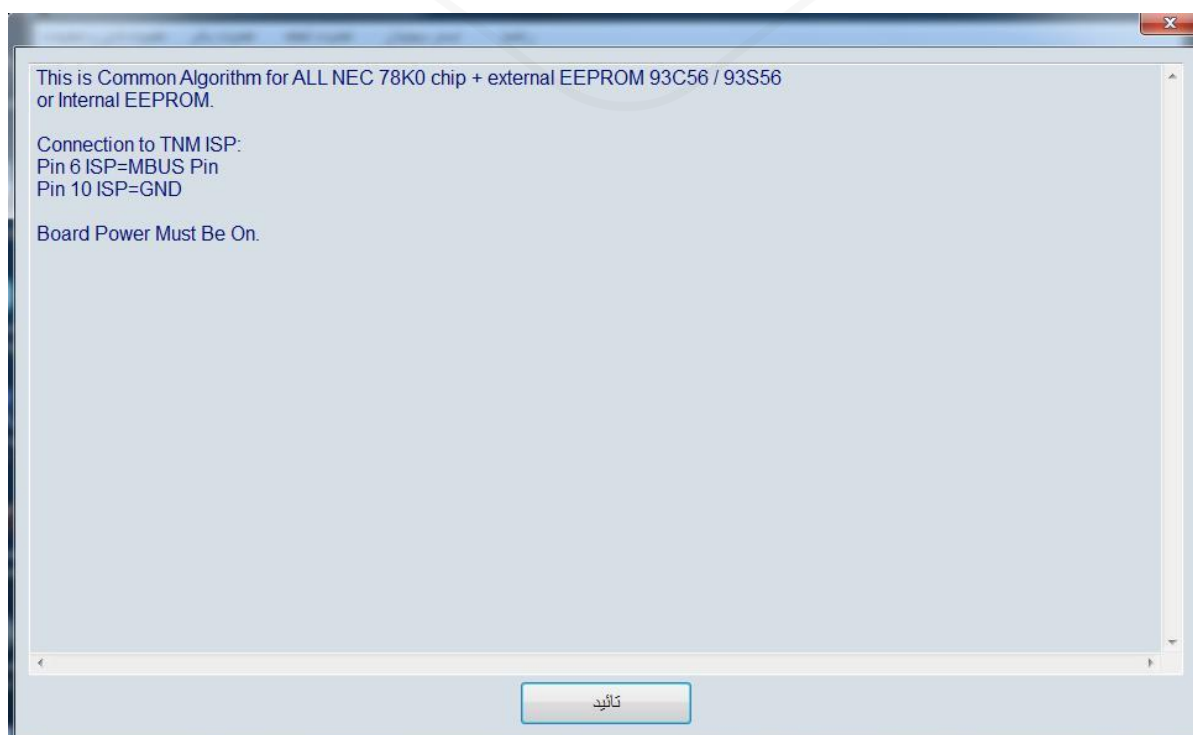 This is Common Algorithm for ALL NEC 78K0 chip + external EEPROM 93C56 / 93S56
or Internal EEPROM.
Connection to TNM ISP:
Pin 6 ISP=MBUS Pin
Pin 10 ISP=GND
Board Power Must Be On.
تائید